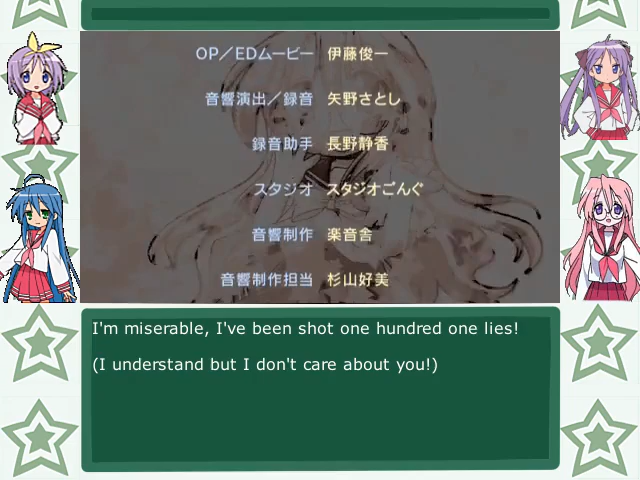 OP／EDムービー 伊藤俊一
音響演出／録音 矢野さとし
録音助手 長野静香
スタジオ スタジオごんぐ
音響制作 楽音舎
音響制作担当 杉山好美
I'm miserable, I've been shot one hundred one lies!
(I understand but I don't care about you!)